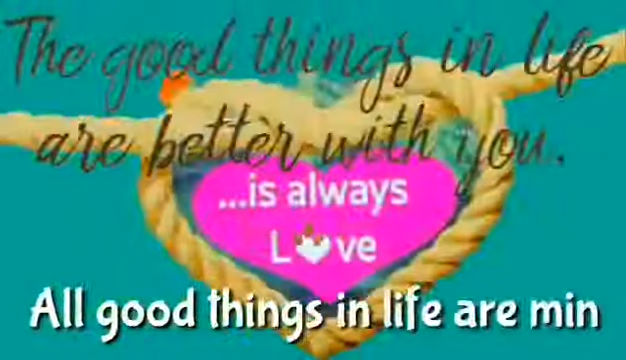 The good things in life
are better with you.
...is always
L ve
All good things in life are min